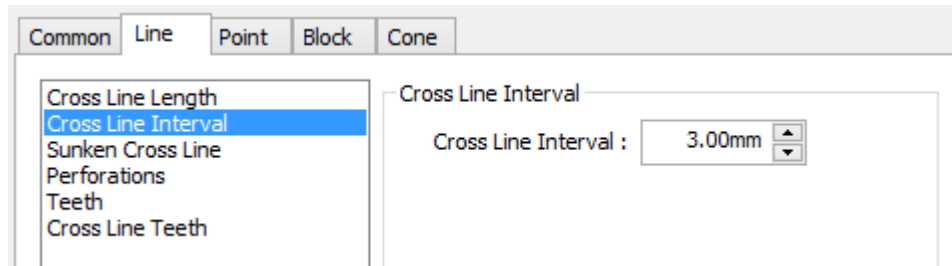 Common Line Point Block Cone
Cross Line Length
Cross Line Interval
Sunken Cross Line
Perforations
Teeth
Cross Line Teeth
Cross Line Interval
Cross Line Interval : 3.00mm